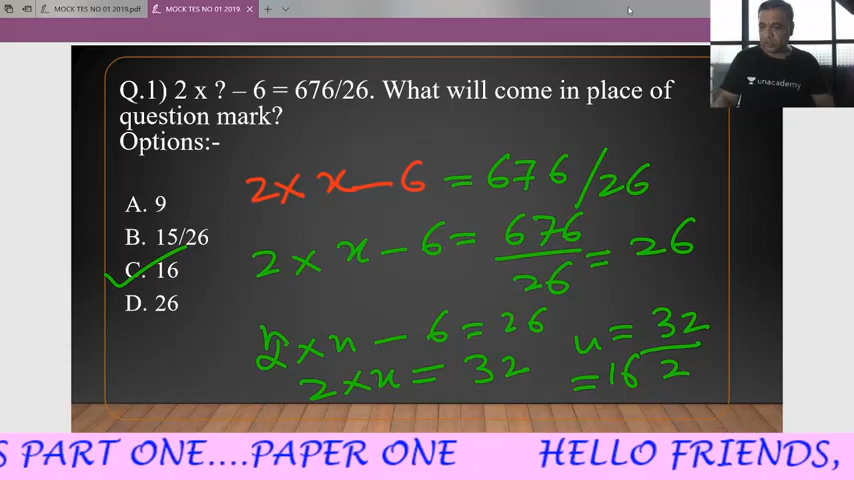 MOCK TES NO 01 2019.pdf
MOCK TES NO 01 2019.
unacademy
Q.1) 2 x ? – 6 = 676/26. What will come in place of
question mark?
Options:-
A. 9
B. 15/26
C. 16
D. 26
2 × x — 6 = 676/26
2 × x - 6 = 676/26 = 26
2 × x - 6 = 26
2 × x = 32
x = 32/2
= 16
S PART ONE....PAPER ONE HELLO FRIENDS,